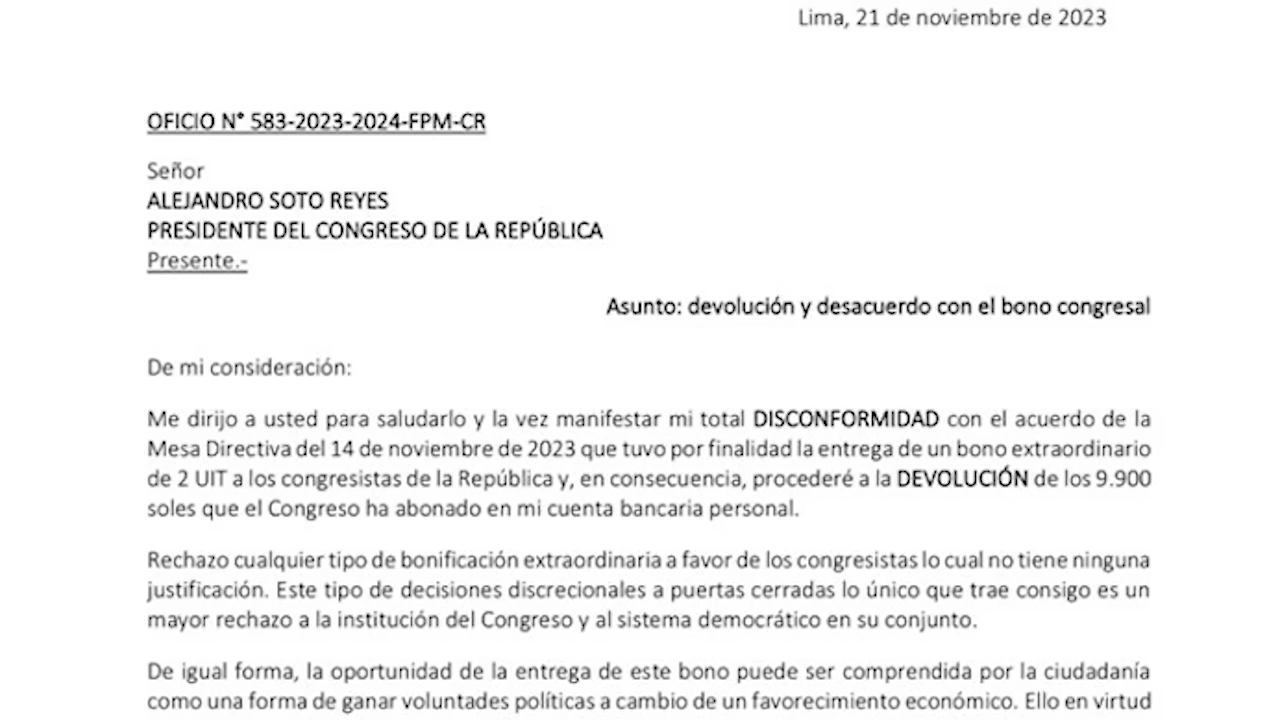 Lima, 21 de noviembre de 2023
OFICIO N° 583-2023-2024-FPM-CR
Señor
ALEJANDRO SOTO REYES
PRESIDENTE DEL CONGRESO DE LA REPÚBLICA
Presente.-
Asunto: devolución y desacuerdo con el bono congresal
De mi consideración:
Me dirijo a usted para saludarlo y la vez manifestar mi total DISCONFORMIDAD con el acuerdo de la
Mesa Directiva del 14 de noviembre de 2023 que tuvo por finalidad la entrega de un bono extraordinario
de 2 UIT a los congresistas de la República y, en consecuencia, procederé a la DEVOLUCIÓN de los 9.900
soles que el Congreso ha abonado en mi cuenta bancaria personal.
Rechazo cualquier tipo de bonificación extraordinaria a favor de los congresistas lo cual no tiene ninguna
justificación. Este tipo de decisiones discrecionales a puertas cerradas lo único que trae consigo es un
mayor rechazo a la institución del Congreso y al sistema democrático en su conjunto.
De igual forma, la oportunidad de la entrega de este bono puede ser comprendida por la ciudadanía
como una forma de ganar voluntades políticas a cambio de un favorecimiento económico. Ello en virtud